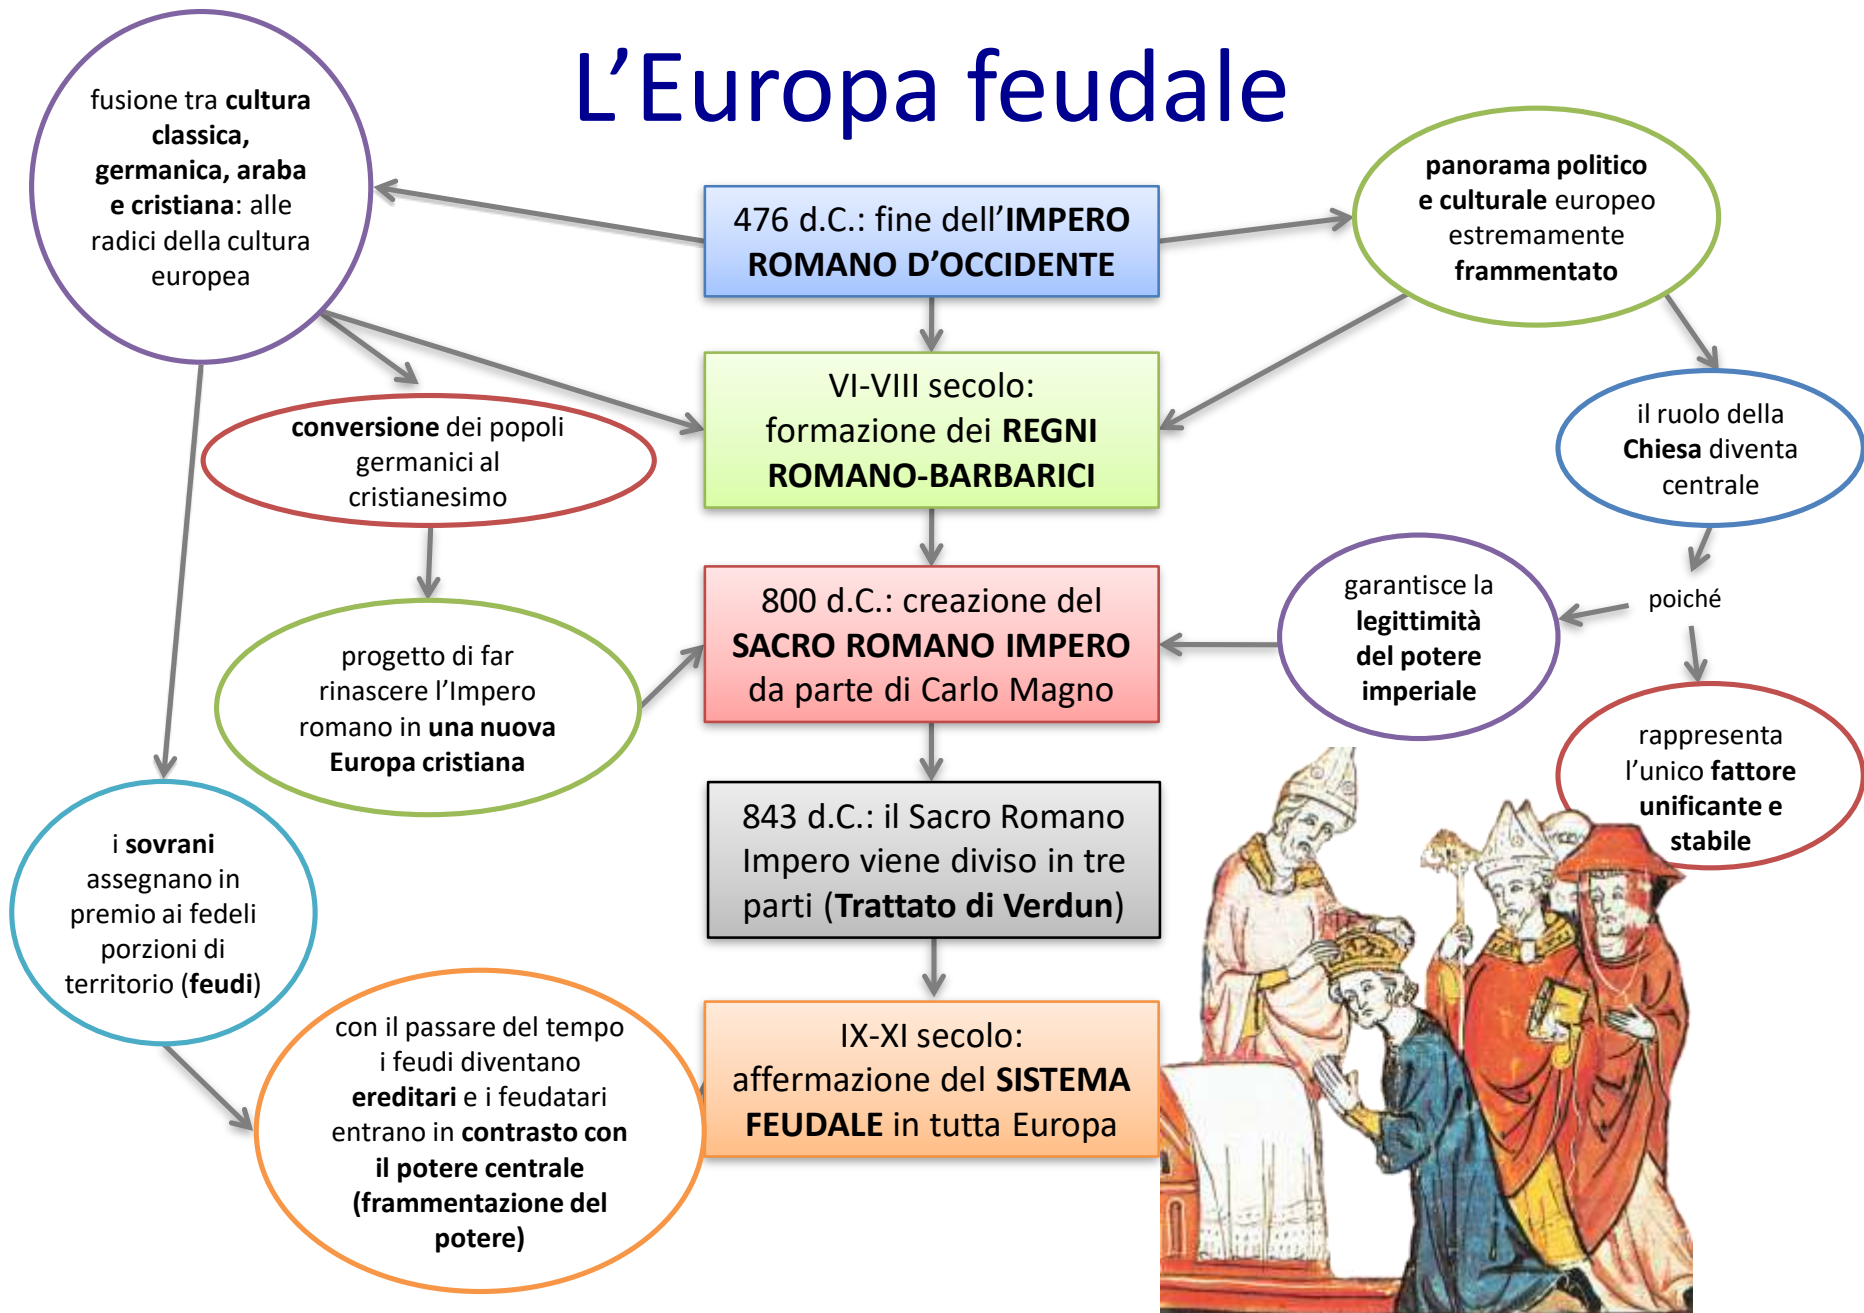 L'Europa feudale
fusione tra cultura
classica,
germanica, araba
e cristiana: alle
radici della cultura
europea
476 d.C.: fine dell'IMPERO
ROMANO D'OCCIDENTE
panorama politico
e culturale europeo
estremamente
frammentato
VI-VIII secolo:
formazione dei REGNI
ROMANO-BARBARICI
conversione dei popoli
germanici al
cristianesimo
il ruolo della
Chiesa diventa
centrale
800 d.C.: creazione del
SACRO ROMANO IMPERO
da parte di Carlo Magno
garantisce la
legittimità
del potere
imperiale
poiché
progetto di far
rinascere l'Impero
romano in una nuova
Europa cristiana
rappresenta
l'unico fattore
unificante e
stabile
843 d.C.: il Sacro Romano
Impero viene diviso in tre
parti (Trattato di Verdun)
i sovrani
assegnano in
premio ai fedeli
porzioni di
territorio (feudi)
con il passare del tempo
i feudi diventano
ereditari e i feudatari
entrano in contrasto con
il potere centrale
(frammentazione del
potere)
IX-XI secolo:
affermazione del SISTEMA
FEUDALE in tutta Europa